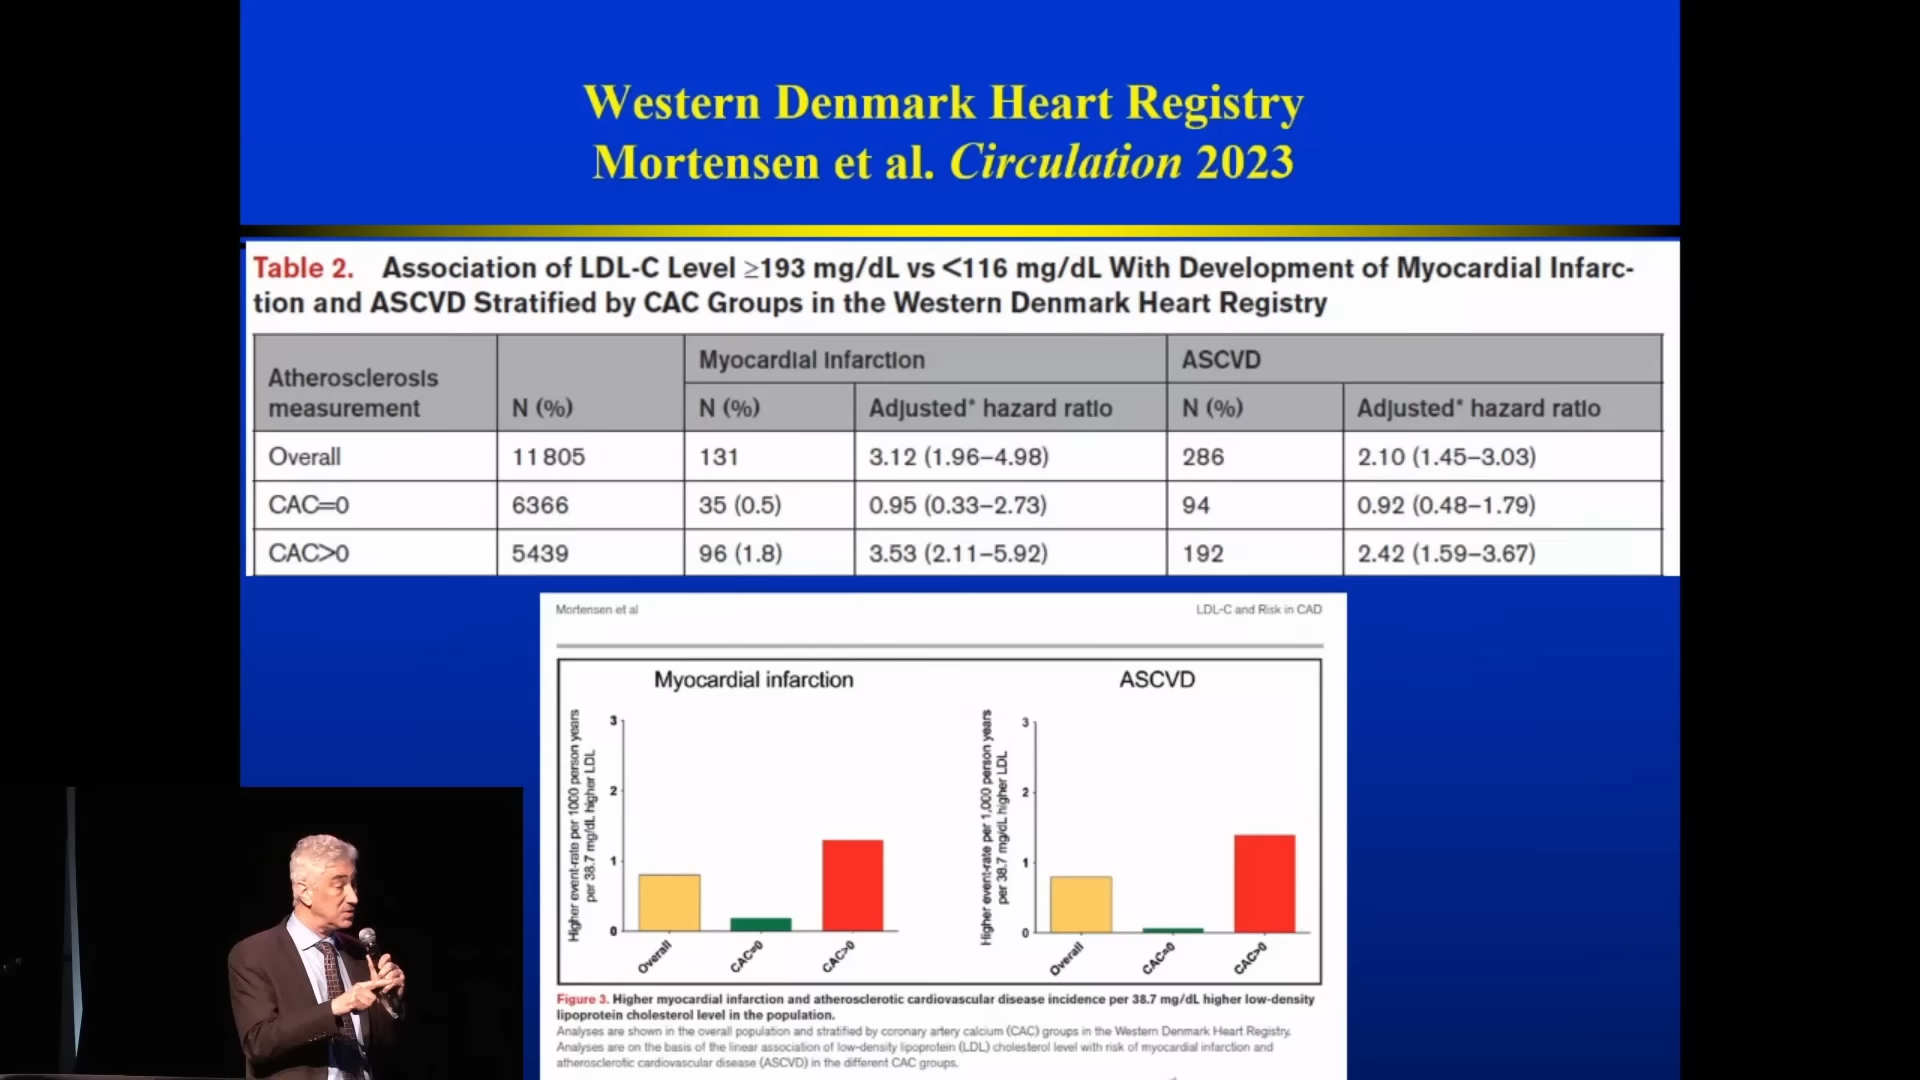 Western Denmark Heart Registry
Mortensen et al. Circulation 2023
Table 2. Association of LDL-C Level ≥193 mg/dL vs <116 mg/dL With Development of Myocardial Infarc-
tion and ASCVD Stratified by CAC Groups in the Western Denmark Heart Registry
Atherosclerosis measurement N (%) Myocardial Infarction ASCVD
N (%) Adjusted* hazard ratio N (%) Adjusted* hazard ratio
Overall 11 805 131 3.12 (1.96–4.98) 286 2.10 (1.45–3.03)
CAC=0 6366 35 (0.5) 0.95 (0.33–2.73) 94 0.92 (0.48–1.79)
CAC>0 5439 96 (1.8) 3.53 (2.11–5.92) 192 2.42 (1.59–3.67)
Mortensen et al LDL-C and Risk in CAD
Myocardial infarction
Higher event-rate per 1000 person years
per 38.7 mg/dL higher LDL
3
2
1
0
Overall CAC=0 CAC>0
ASCVD
Higher event-rate per 1,000 person years
per 38.7 mg/dL higher LDL
3
2
1
0
Overall CAC=0 CAC>0
Figure 3. Higher myocardial infarction and atherosclerotic cardiovascular disease incidence per 38.7 mg/dL higher low-density
lipoprotein cholesterol level in the population.
Analyses are shown in the overall population and stratified by coronary artery calcium (CAC) groups in the Western Denmark Heart Registry.
Analyses are on the basis of the linear association of low-density lipoprotein (LDL) cholesterol level with risk of myocardial infarction and
atherosclerotic cardiovascular disease (ASCVD) in the different CAC groups.